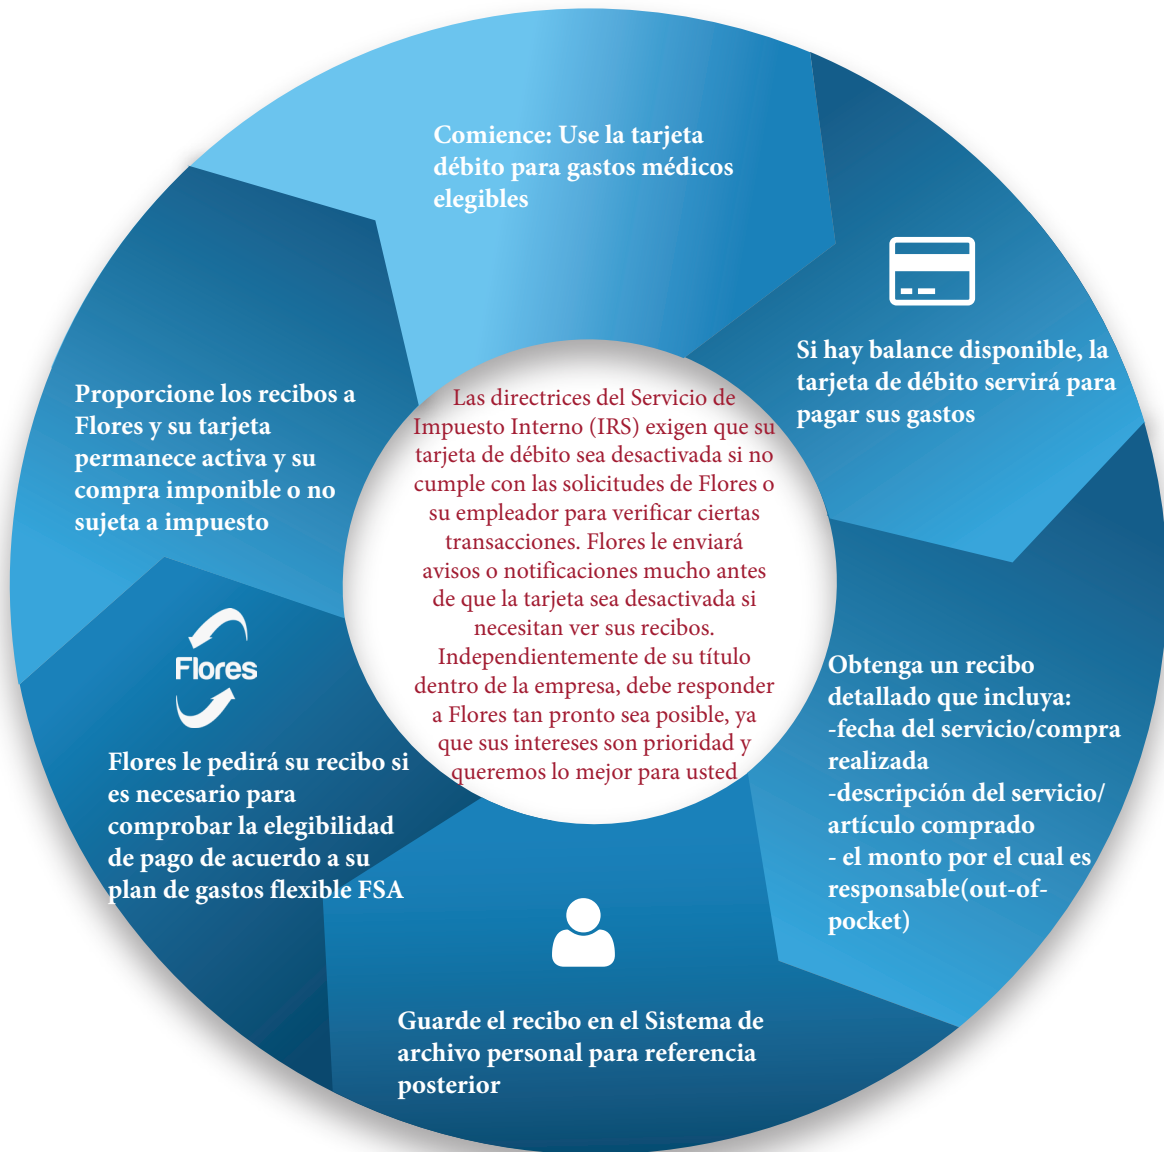 Comience: Use la tarjeta
débito para gastos médicos
elegibles
Si hay balance disponible, la
tarjeta de débito servirá para
pagar sus gastos
Obtenga un recibo
detallado que incluya:
-fecha del servicio/compra
realizada
-descripción del servicio/
artículo comprado
- el monto por el cual es
responsable(out-of-
pocket)
Guarde el recibo en el Sistema de
archivo personal para referencia
posterior
Flores
Flores le pedirá su recibo si
es necesario para
comprobar la elegibilidad
de pago de acuerdo a su
plan de gastos flexible FSA
Proporcione los recibos a
Flores y su tarjeta
permanece activa y su
compra imponible o no
sujeta a impuesto
Las directrices del Servicio de
Impuesto Interno (IRS) exigen que su
tarjeta de débito sea desactivada si no
cumple con las solicitudes de Flores o
su empleador para verificar ciertas
transacciones. Flores le enviará
avisos o notificaciones mucho antes
de que la tarjeta sea desactivada si
necesitan ver sus recibos.
Independientemente de su título
dentro de la empresa, debe responder
a Flores tan pronto sea posible, ya
que sus intereses son prioridad y
queremos lo mejor para usted